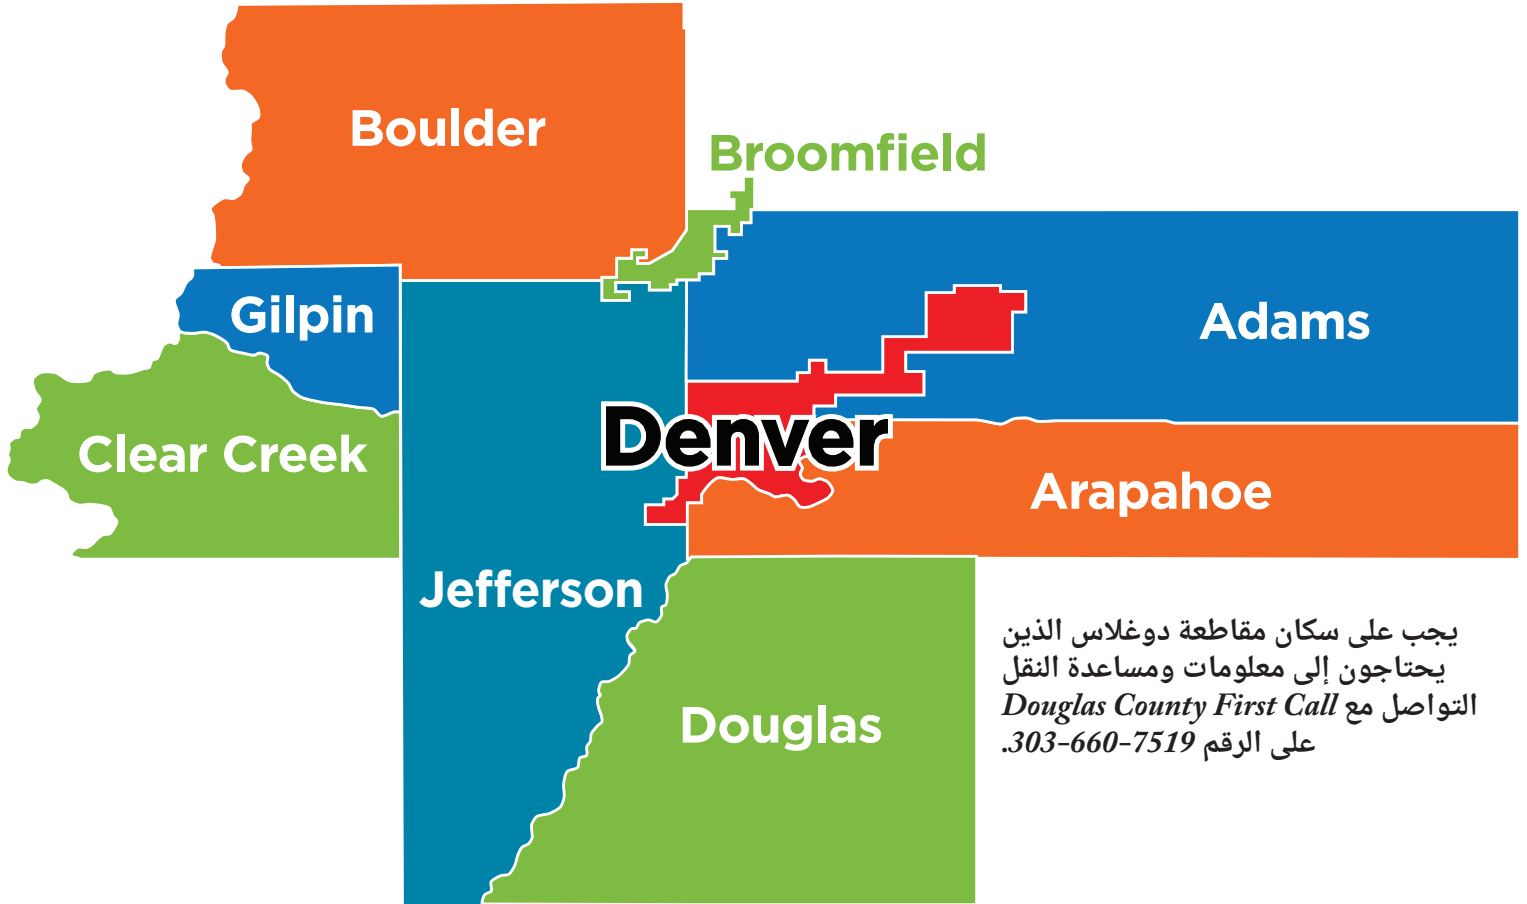 Boulder
Broomfield
Gilpin
Adams
Clear Creek
Denver
Arapahoe
Jefferson
Douglas
يجب على سكان مقاطعة دوغلاس الذين
يحتاجون إلى معلومات ومساعدة النقل
التواصل مع Douglas County First Call
على الرقم 303-660-7519.